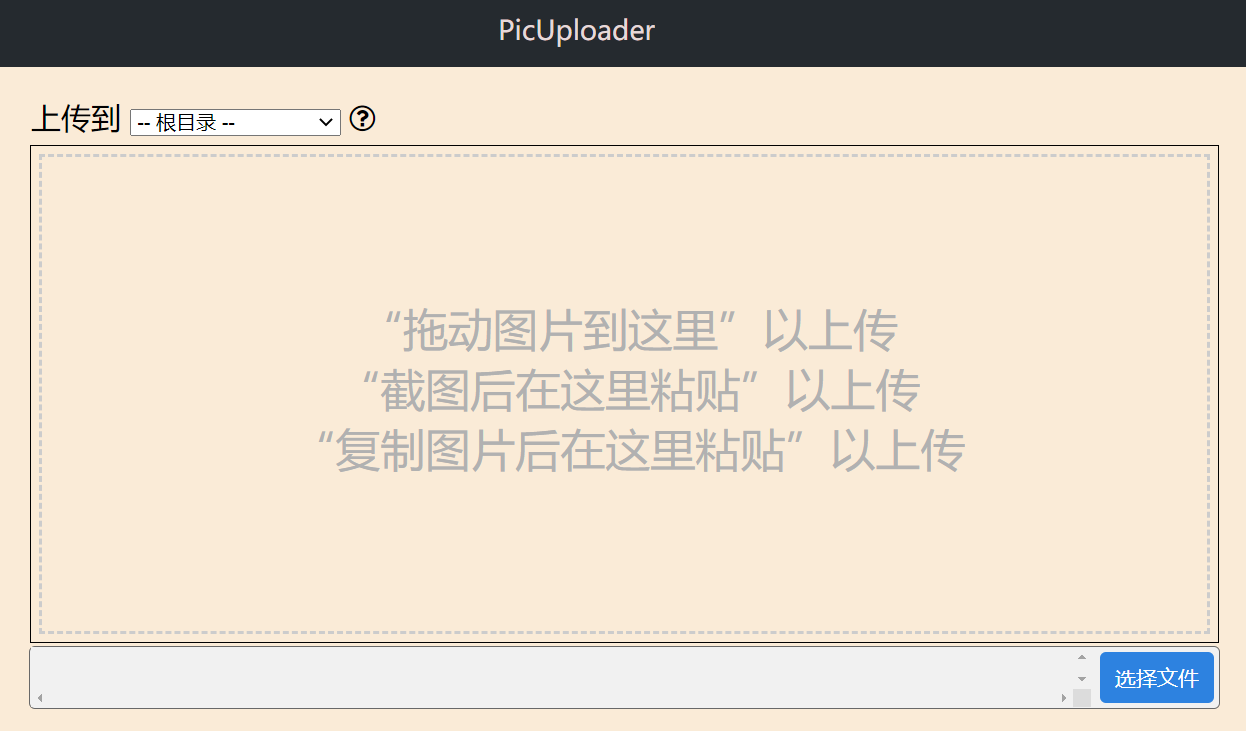 PicUploader
上传到 -- 根目录 --
“拖动图片到这里”以上传
“截图后在这里粘贴”以上传
“复制图片后在这里粘贴”以上传
选择文件